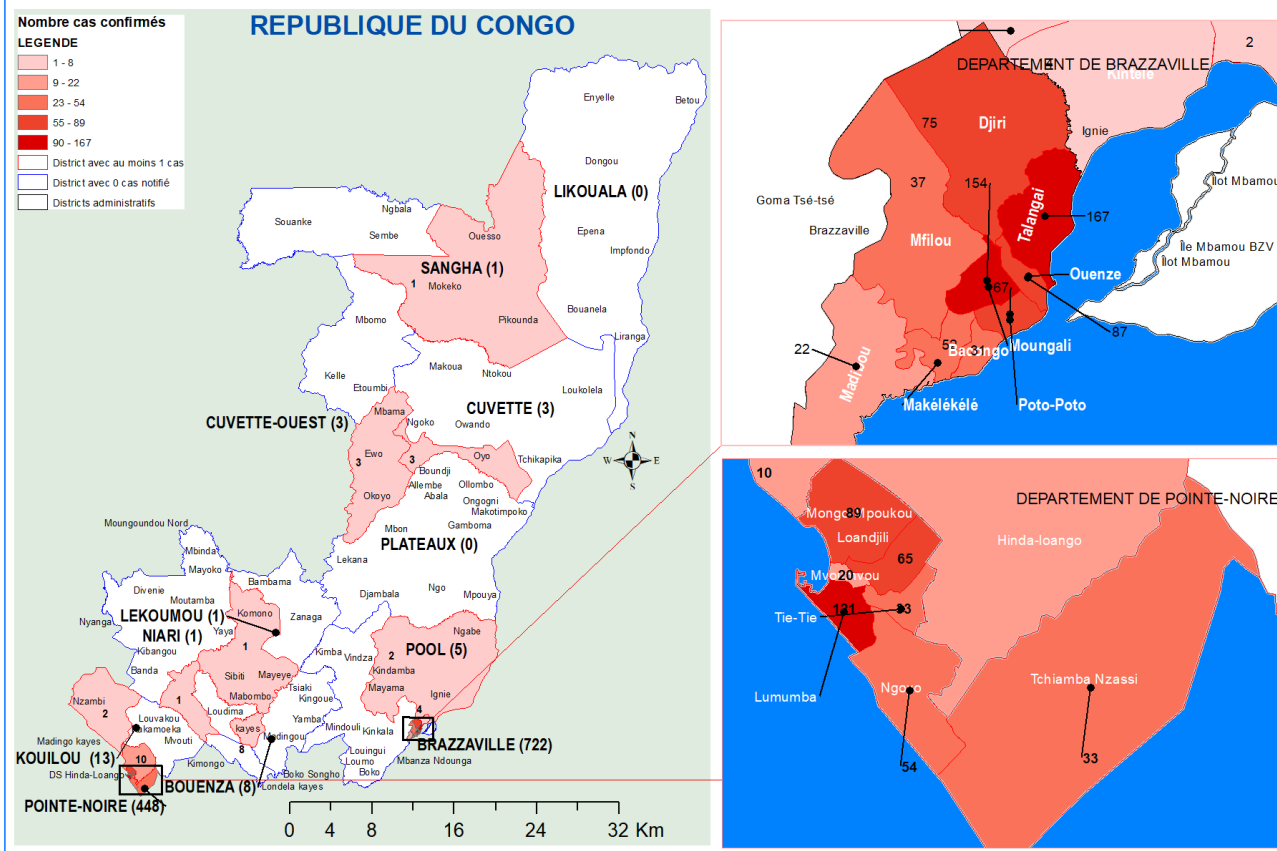 REPUBLIQUE DU CONGO
Nombre cas confirmés
LEGENDE
1 - 8
9 - 22
23 - 54
55 - 89
90 - 167
District avec au moins 1 cas
District avec 0 cas notifié
Districts administratifs
Enyelle
Betou
Dongou
LIKOUALA (0)
Ngbala
Souanke
Sembe
Ouesso
Epena
Impfondo
SANGHA (1)
1
Mokeko
Bouanela
Pikounda
Mbomo
Liranga
Makoua
Ntokou
Kelle
Etoumbi
Loukolela
Mbama
CUVETTE (3)
CUVETTE-OUEST (3)
Ngoko
Owando
N
W
E
S
Ewo
3
3
Oyo
Tchikapika
Boundji
Allembe
Ollombo
Okoyo
Abala
Ongogni
Makotimpoko
Moungoundou Nord
Mbon
Gamboma
PLATEAUX (0)
Mbinda
Lekana
Mayoko
Bambama
Divenie
Ngo
Mpouya
Moutamba
Djambala
LEKOUMOU (1)
Komono
Zanaga
Nyanga
NIARI (1)
Yaya
Ngabe
Kibangou
1
Kimba
Vindza
POOL (5)
2
Banda
Sibiti
Mayeye
Kindamba
Tsiaki
Mayama
Ignie
Nzambi
1
Mabombo
Kingoue
2
Louvakou
Loudima
4
Kakamoeka
kayes
Yamba
Mindouli
Kinkala
Madingo kayes
Mvouti
8
Madingou
BRAZZAVILLE (722)
KOUILOU (13)
10
Kimongo
Louingui
Loumo
Mbanza Ndounga
DS Hinda-Loango
BOUENZA (8)
Boko Songho
Boko
Londela kayes
POINTE-NOIRE (448)
0 4 8 16 24 32 Km
DEPARTEMENT DE BRAZZAVILLE
2
4
Kintele
Djiri
75
Ignie
37
154
Talangai
Îlot Mbamou
Goma Tsé-tsé
167
Brazzaville
Mfilou
Île Mbamou BZV
Îlot Mbamou
Ouenze
67
87
22
Madibou
Bacongo
31
Moungali
Makélékélé
Poto-Poto
10
DEPARTEMENT DE POINTE-NOIRE
Mongo Mpoukou
89
Loandjili
Hinda-loango
65
Mvoumvou
20
Tie-Tie
Tchiamba Nzassi
Ngoyo
Lumumba
54
33